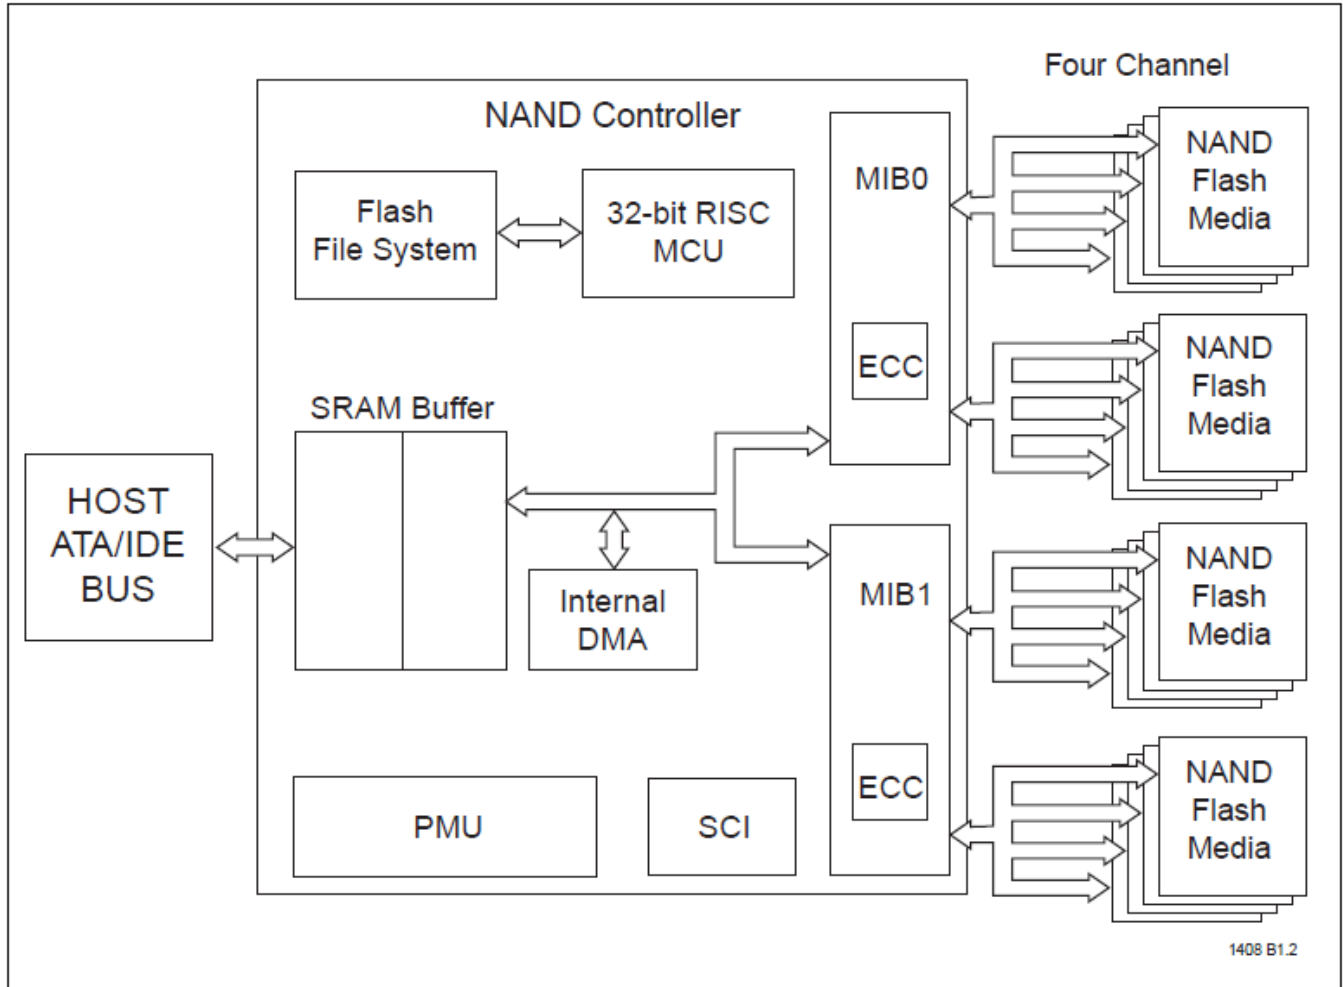 Four Channel
NAND Controller
Flash
File System
32-bit RISC
MCU
MIB0
ECC
NAND
Flash
Media
NAND
Flash
Media
SRAM Buffer
HOST
ATA/IDE
BUS
Internal
DMA
MIB1
ECC
NAND
Flash
Media
PMU
SCI
NAND
Flash
Media
1408 B1.2